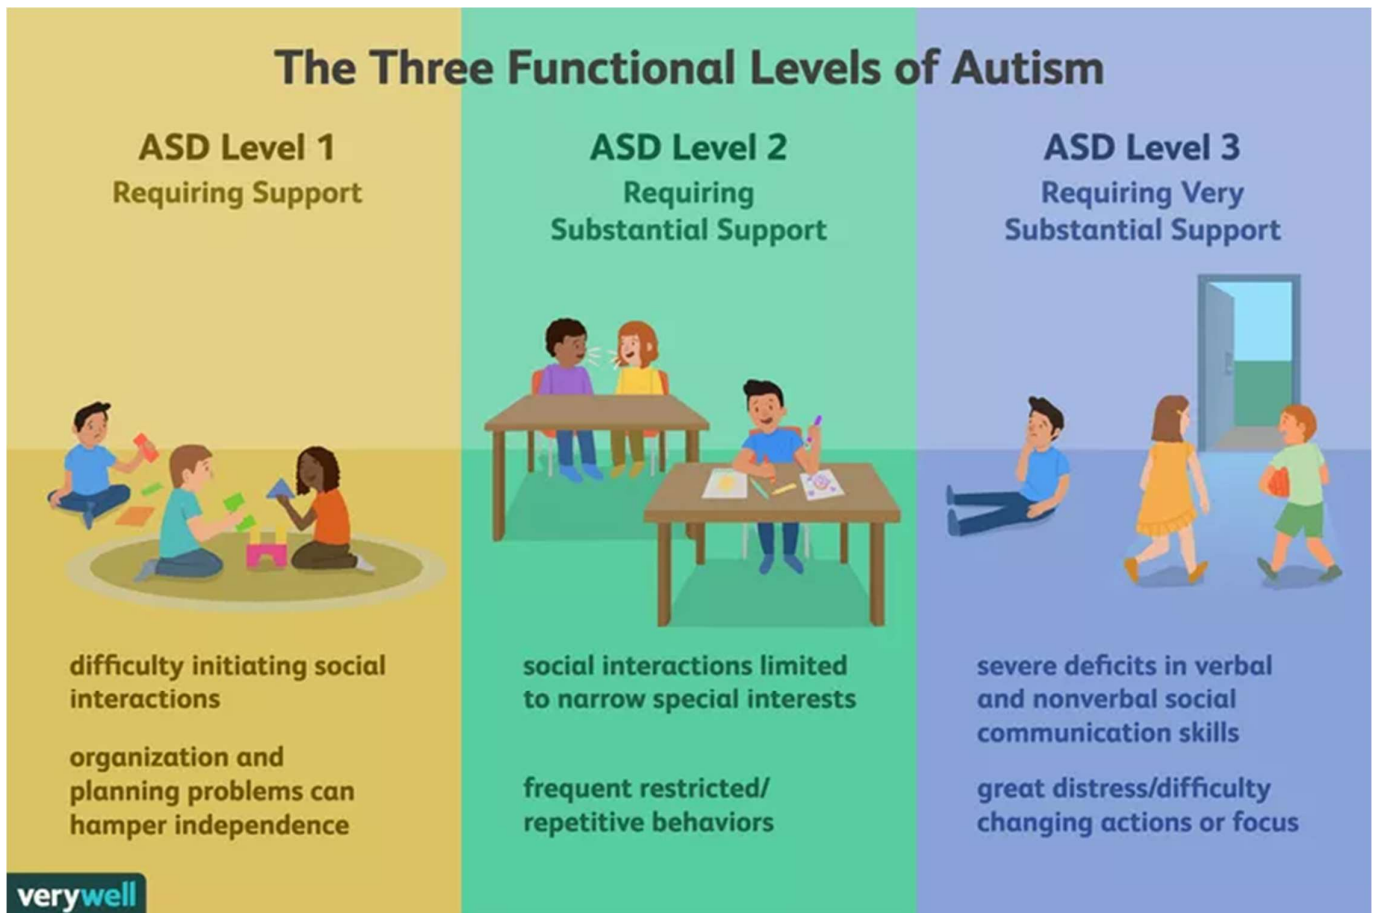 The Three Functional Levels of Autism
ASD Level 1
Requiring Support
difficulty initiating social
interactions
organization and
planning problems can
hamper independence
ASD Level 2
Requiring
Substantial Support
social interactions limited
to narrow special interests
frequent restricted/
repetitive behaviors
ASD Level 3
Requiring Very
Substantial Support
severe deficits in verbal
and nonverbal social
communication skills
great distress/difficulty
changing actions or focus
verywell